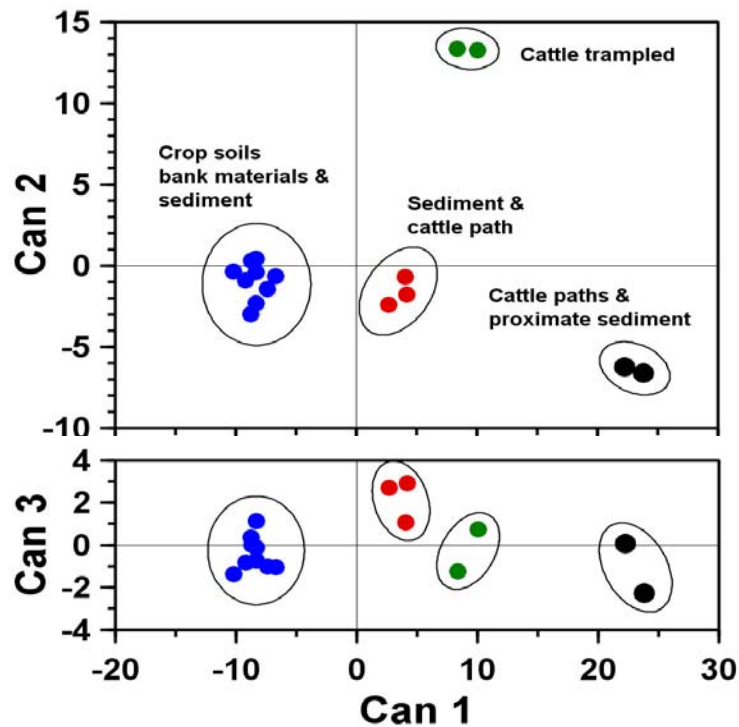 15
Cattle trampled
10
Crop soils
bank materials &
sediment
5
Sediment &
cattle path
Can 2
0
Cattle paths &
proximate sediment
-5
-10
4
2
Can 3
0
-2
-4
-20 -10 0 10 20 30
Can 1